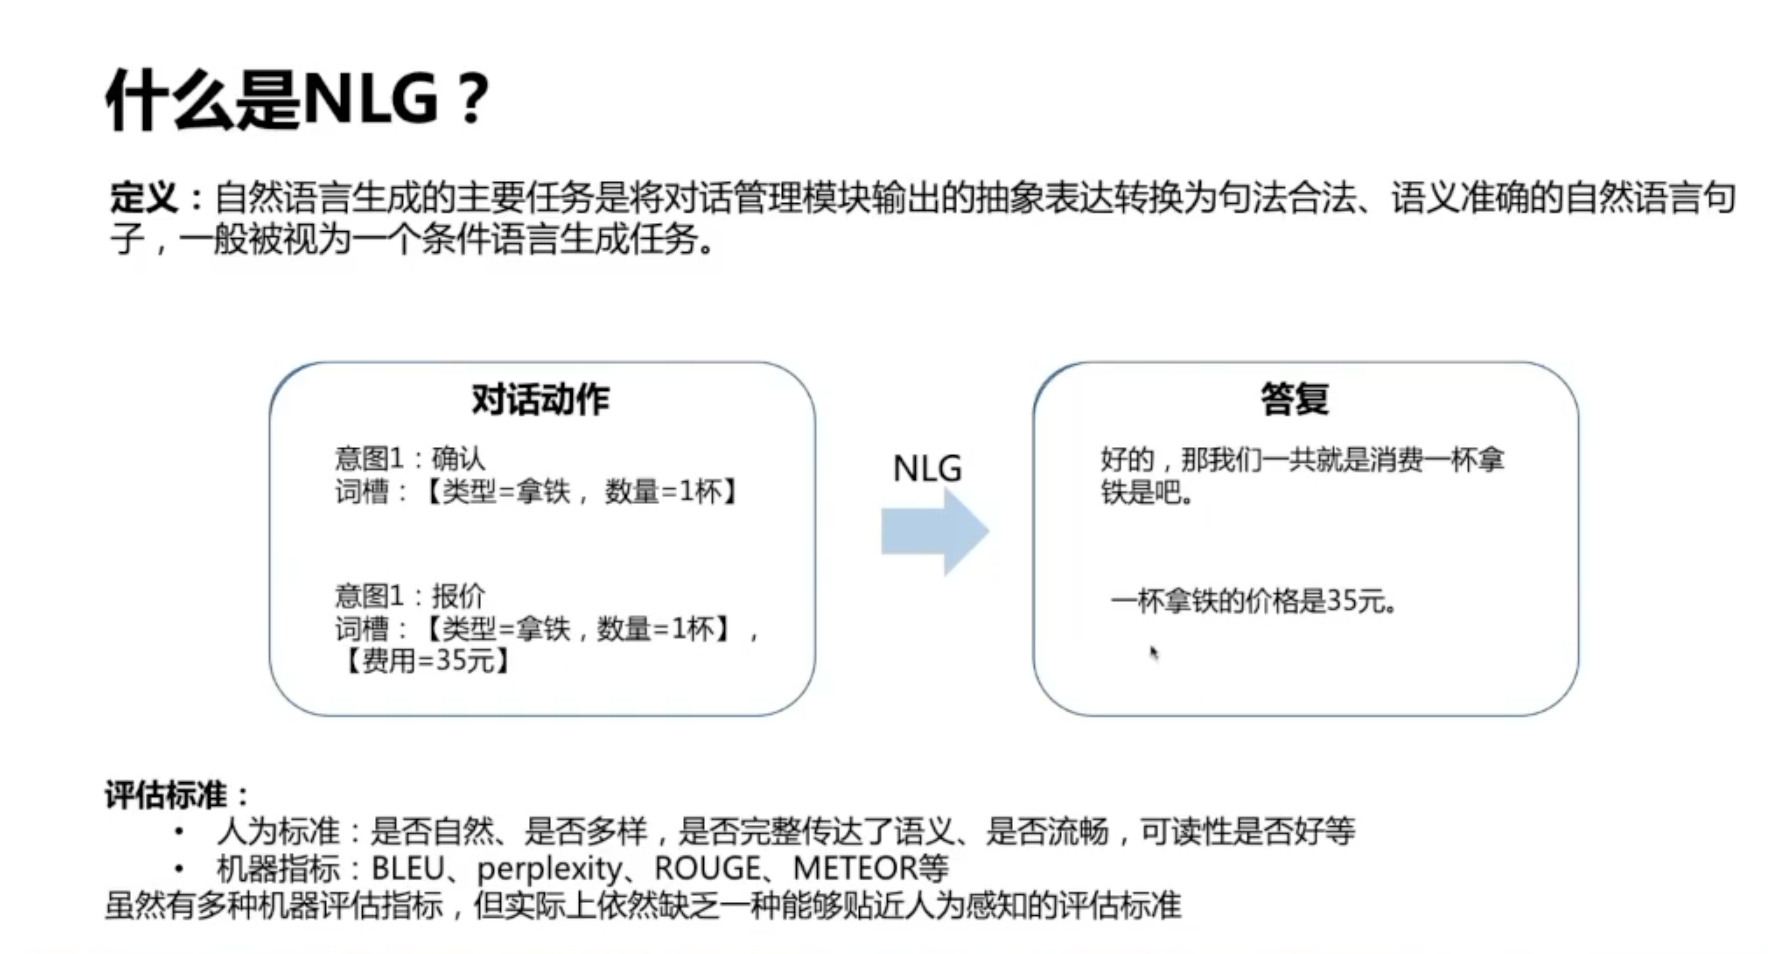 什么是NLG？
定义：自然语言生成的主要任务是将对话管理模块输出的抽象表达转换为句法合法、语义准确的自然语言句
子，一般被视为一个条件语言生成任务。
对话动作
意图1：确认
词槽：【类型=拿铁， 数量=1杯】
意图1：报价
词槽：【类型=拿铁，数量=1杯】，
【费用=35元】
NLG
答复
好的，那我们一共就是消费一杯拿
铁是吧。
一杯拿铁的价格是35元。
评估标准：
• 人为标准：是否自然、是否多样，是否完整传达了语义、是否流畅，可读性是否好等
• 机器指标：BLEU、perplexity、ROUGE、METEOR等
虽然有多种机器评估指标，但实际上依然缺乏一种能够贴近人为感知的评估标准